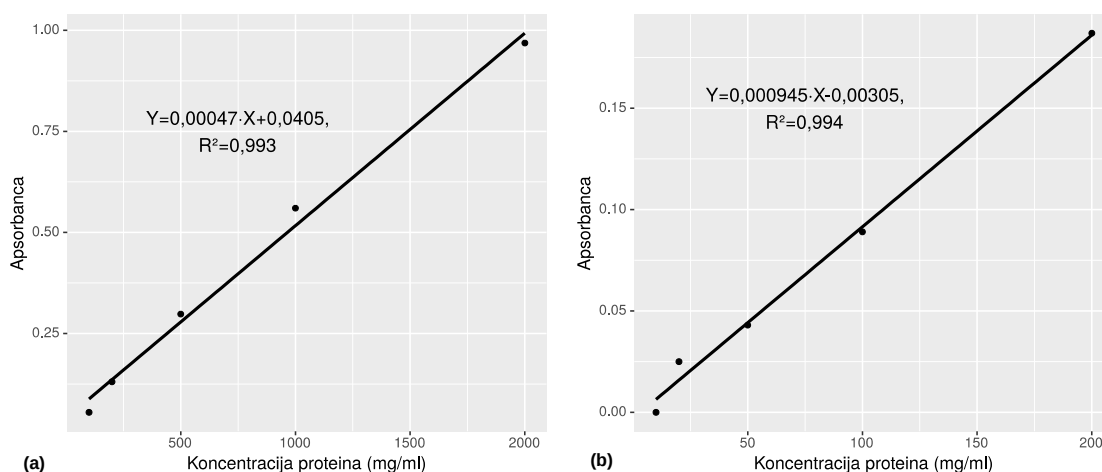 1.00
0.75
0.50
0.25
Apsorbanca
Y=0,00047·X+0,0405,
R²=0,993
500
1000
1500
2000
Koncentracija proteina (mg/ml)
(a)
0.15
0.10
0.05
0.00
Apsorbanca
Y=0,000945·X-0,00305,
R²=0,994
50
100
150
200
Koncentracija proteina (mg/ml)
(b)